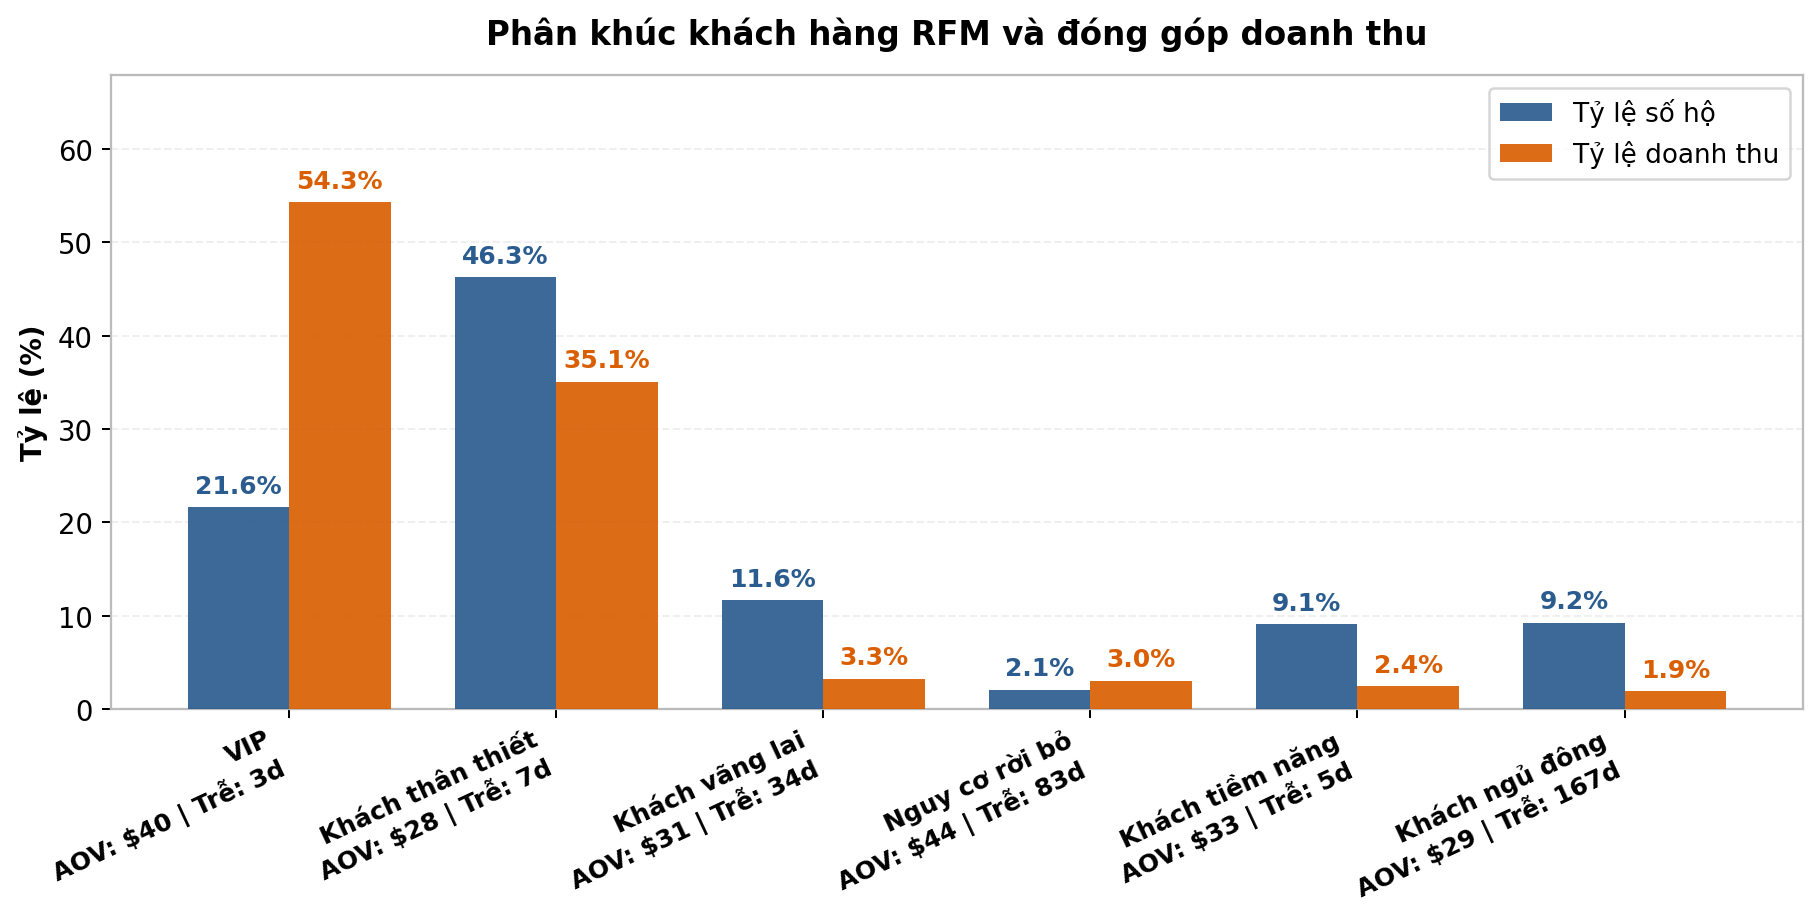 Phân khúc khách hàng RFM và đóng góp doanh thu
Tỷ lệ số hộ
Tỷ lệ doanh thu
Tỷ lệ (%)
60
50
40
30
20
10
0
21.6%
54.3%
46.3%
35.1%
11.6%
3.3%
2.1%
3.0%
9.1%
2.4%
9.2%
1.9%
VIP
AOV: $40 | Trễ: 3d
Khách thân thiết
AOV: $28 | Trễ: 7d
Khách vãng lai
AOV: $31 | Trễ: 34d
Nguy cơ rời bỏ
AOV: $44 | Trễ: 83d
Khách tiềm năng
AOV: $33 | Trễ: 5d
Khách ngủ đông
AOV: $29 | Trễ: 167d